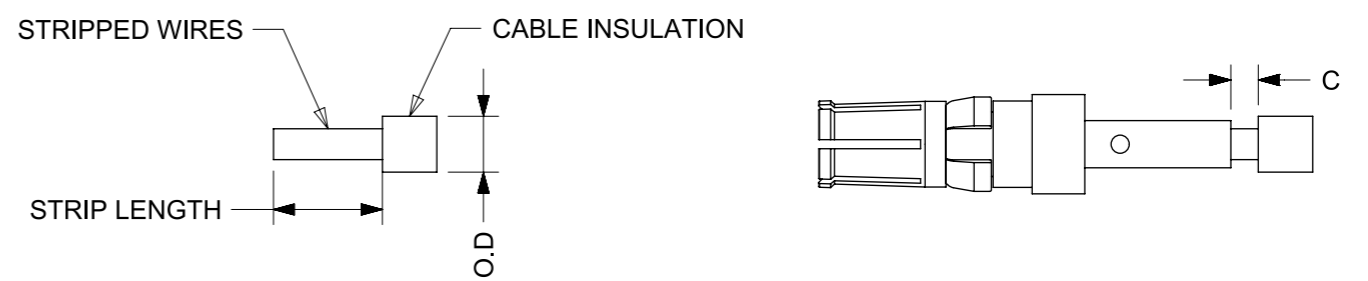 STRIPPED WIRES
CABLE INSULATION
C
STRIP LENGTH
O.D